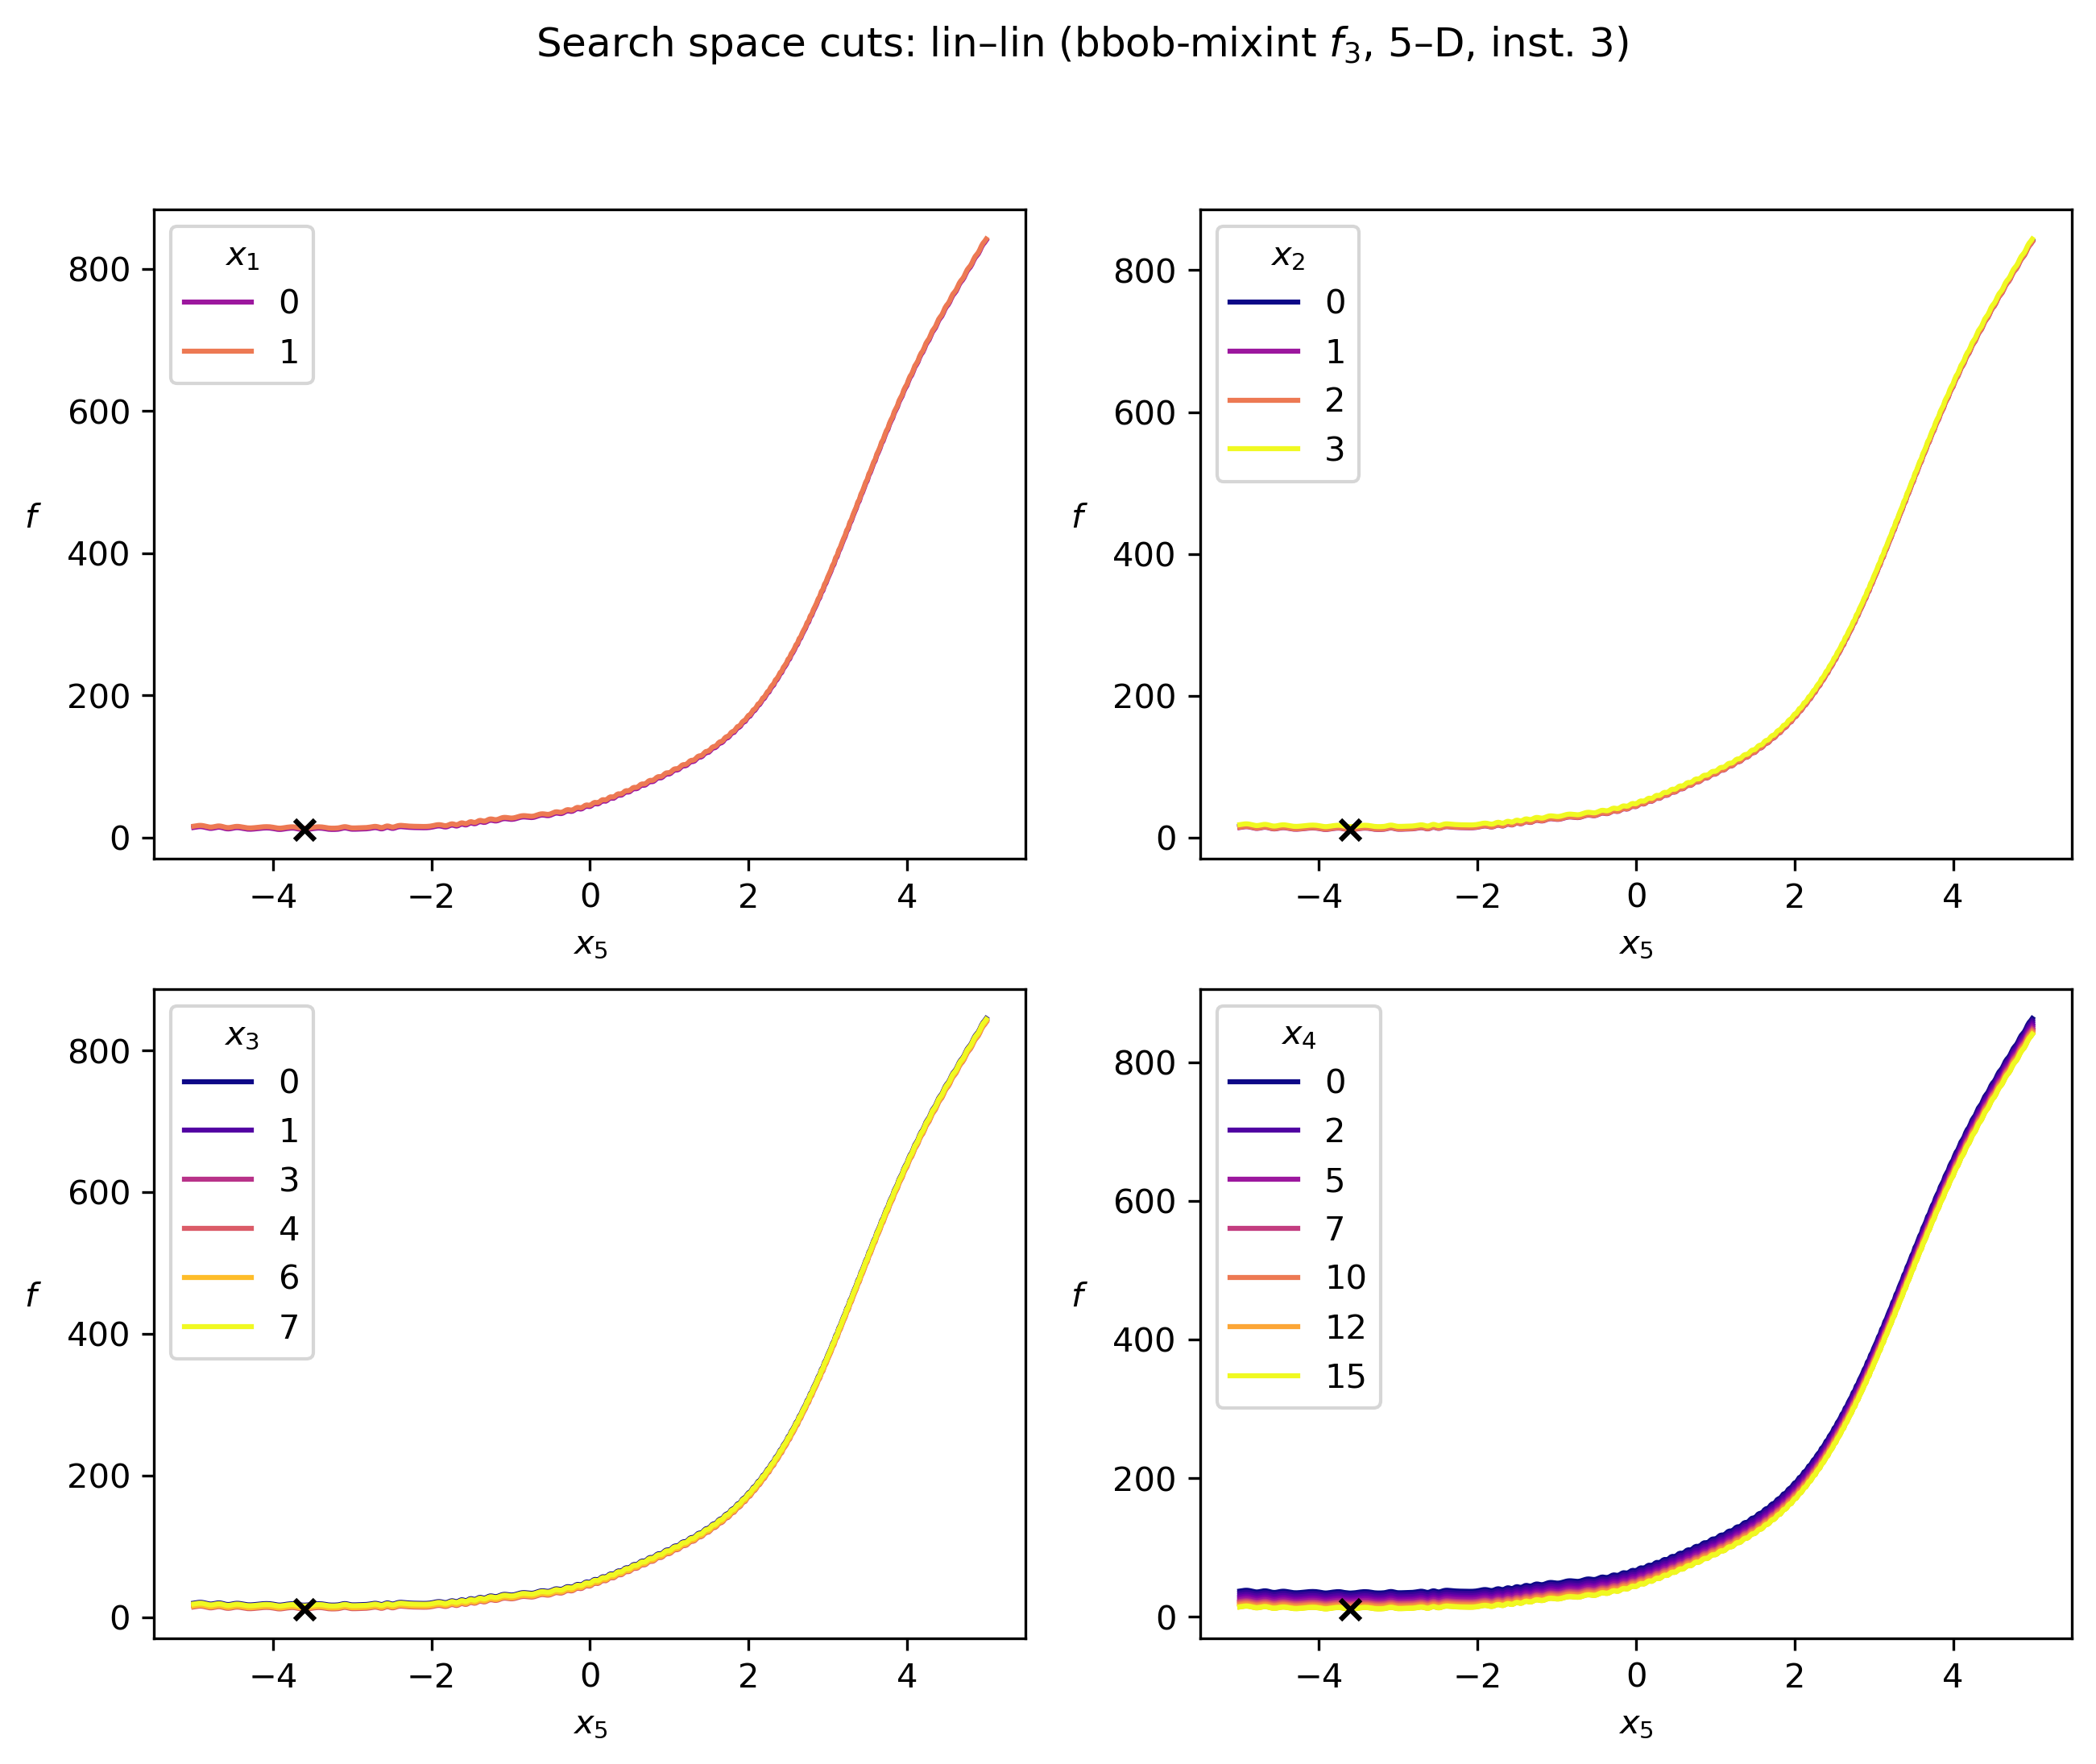 Search space cuts: lin–lin (bbob-mixint f₃, 5–D, inst. 3)
x₁
0
1
800
600
400
200
0
f
−4 −2 0 2 4
x₅
x₂
0
1
2
3
800
600
400
200
0
f
−4 −2 0 2 4
x₅
x₃
0
1
3
4
6
7
800
600
400
200
0
f
−4 −2 0 2 4
x₅
x₄
0
2
5
7
10
12
15
800
600
400
200
0
f
−4 −2 0 2 4
x₅